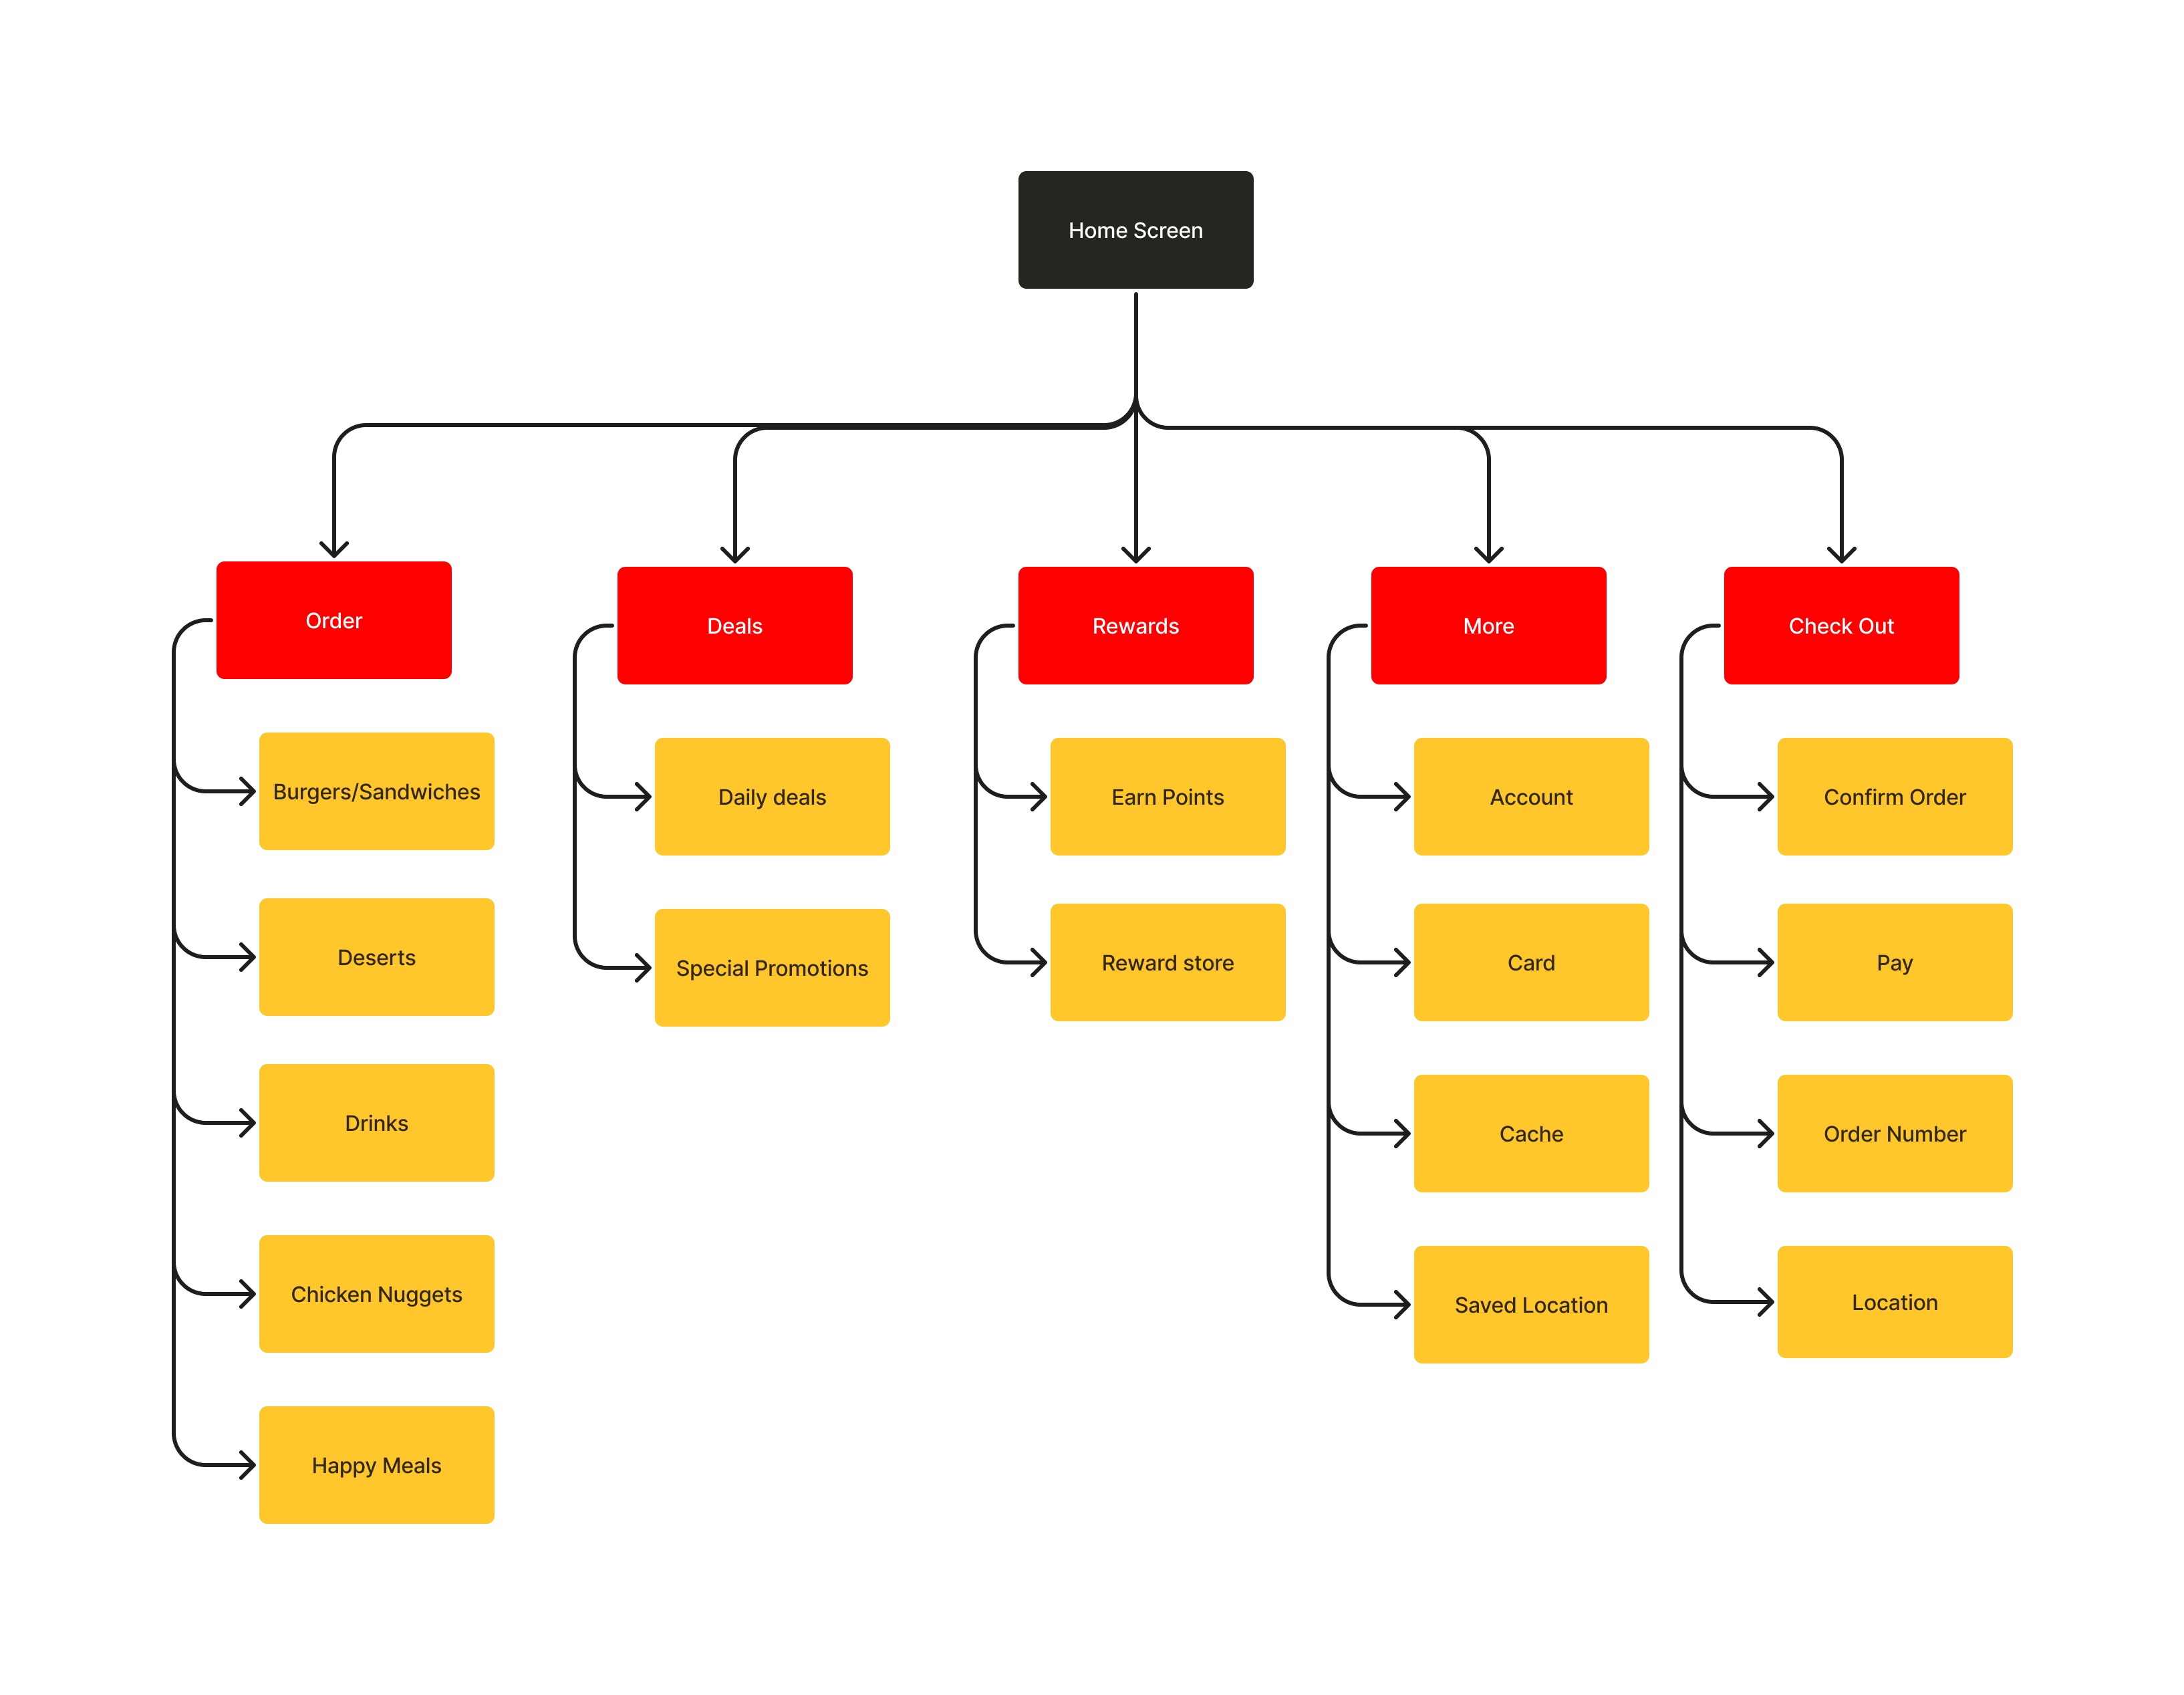 Home Screen
Order
Deals
Rewards
More
Check Out
Burgers/Sandwiches
Deserts
Drinks
Chicken Nuggets
Happy Meals
Daily deals
Special Promotions
Earn Points
Reward store
Account
Card
Cache
Saved Location
Confirm Order
Pay
Order Number
Location